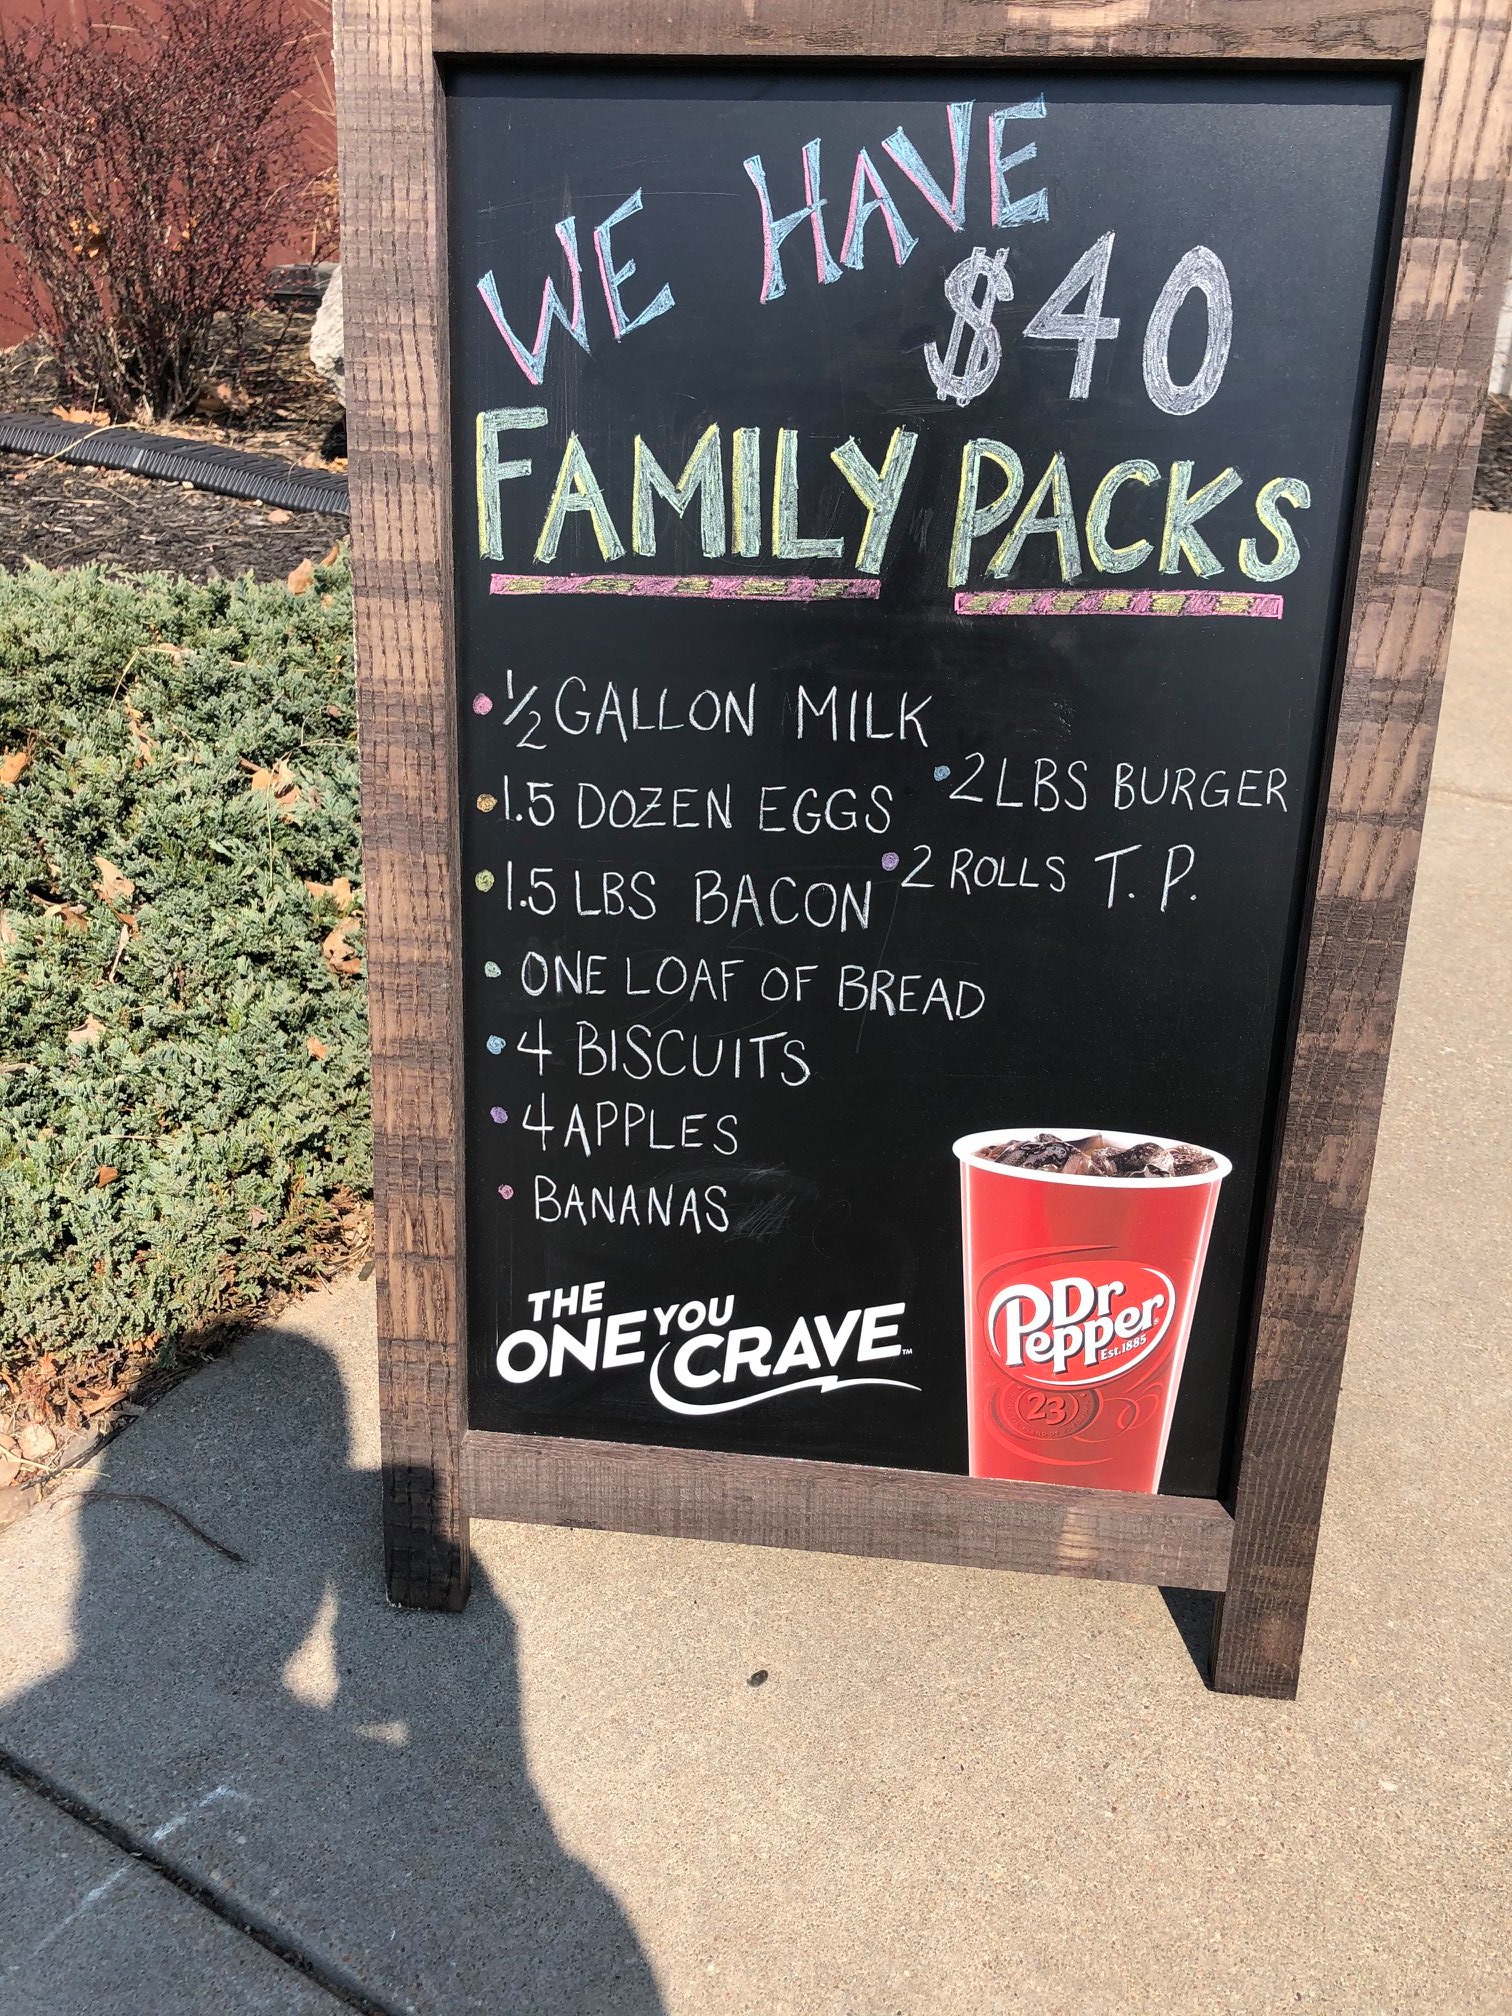 WE HAVE
$40
FAMILY PACKS
• ½ GALLON MILK
• 1.5 DOZEN EGGS
• 1.5 LBS BACON
• ONE LOAF OF BREAD
• 4 BISCUITS
• 4 APPLES
• BANANAS
• 2 LBS BURGER
• 2 ROLLS T. P.
THE
ONE YOU
CRAVE™
Dr
Pepper®
Est. 1885
23